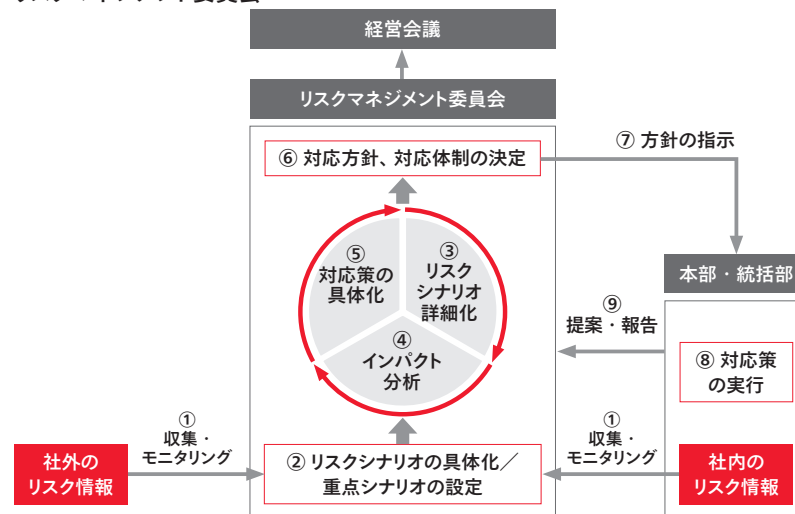 経営会議
リスクマネジメント委員会
⑥ 対応方針、対応体制の決定
⑦ 方針の指示
⑤
対応策の
具体化
③
リスク
シナリオ
詳細化
④
インパクト
分析
本部・統括部
⑨
提案・報告
⑧ 対応策
の実行
①
収集・
モニタリング
社外の
リスク情報
② リスクシナリオの具体化／
重点シナリオの設定
①
収集・
モニタリング
社内の
リスク情報